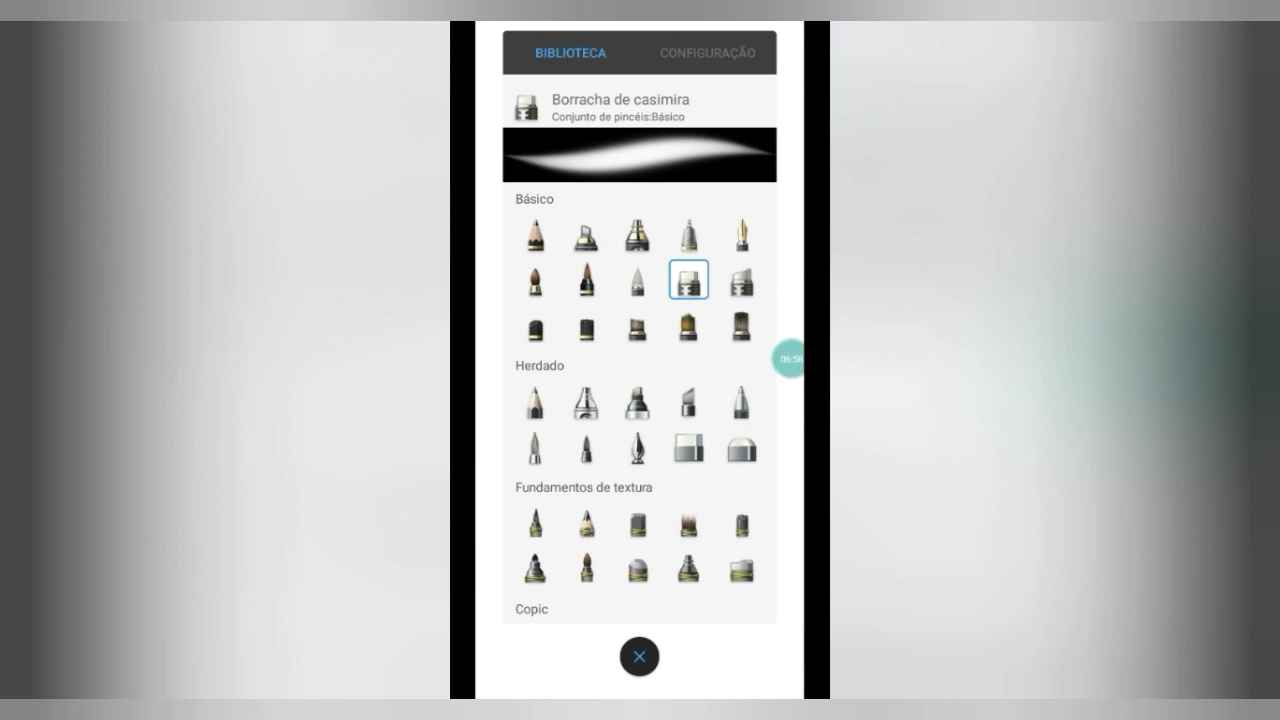 BIBLIOTECA
CONFIGURAÇÃO
Borracha de casimira
Conjunto de pincéis:Básico
Básico
Herdado
06:58
Fundamentos de textura
Copic